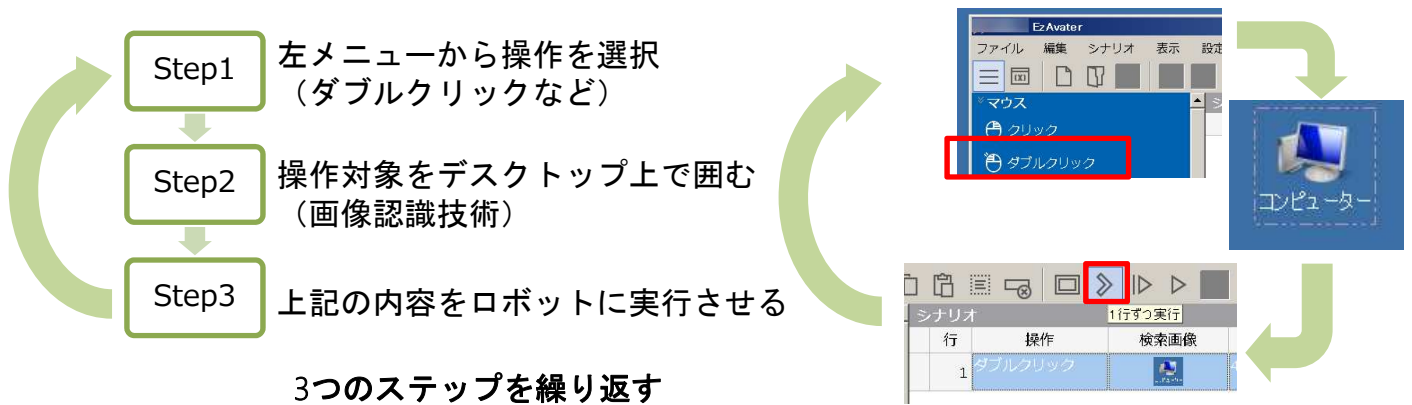 Step1
左メニューから操作を選択
（ダブルクリックなど）
Step2
操作対象をデスクトップ上で囲む
（画像認識技術）
Step3
上記の内容をロボットに実行させる
3つのステップを繰り返す
EzAvater
ファイル 編集 シナリオ 表示 設定
マウス
クリック
ダブルクリック
コンピューター
シナリオ
1行ずつ実行
行 操作 検索画像
1 ダブルクリック